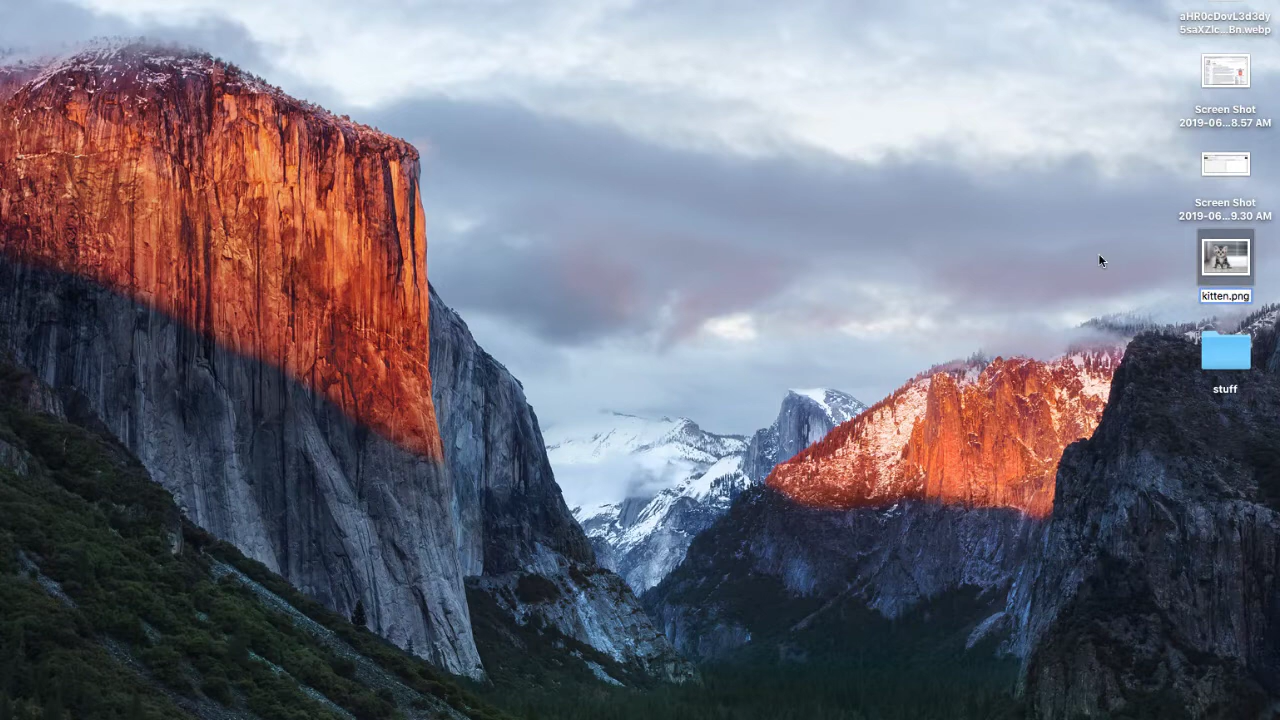 aHR0cDovL3d3dy
5saXZlc...Bn.webp
Screen Shot
2019-06...8.57 AM
Screen Shot
2019-06...9.30 AM
kitten.png
stuff